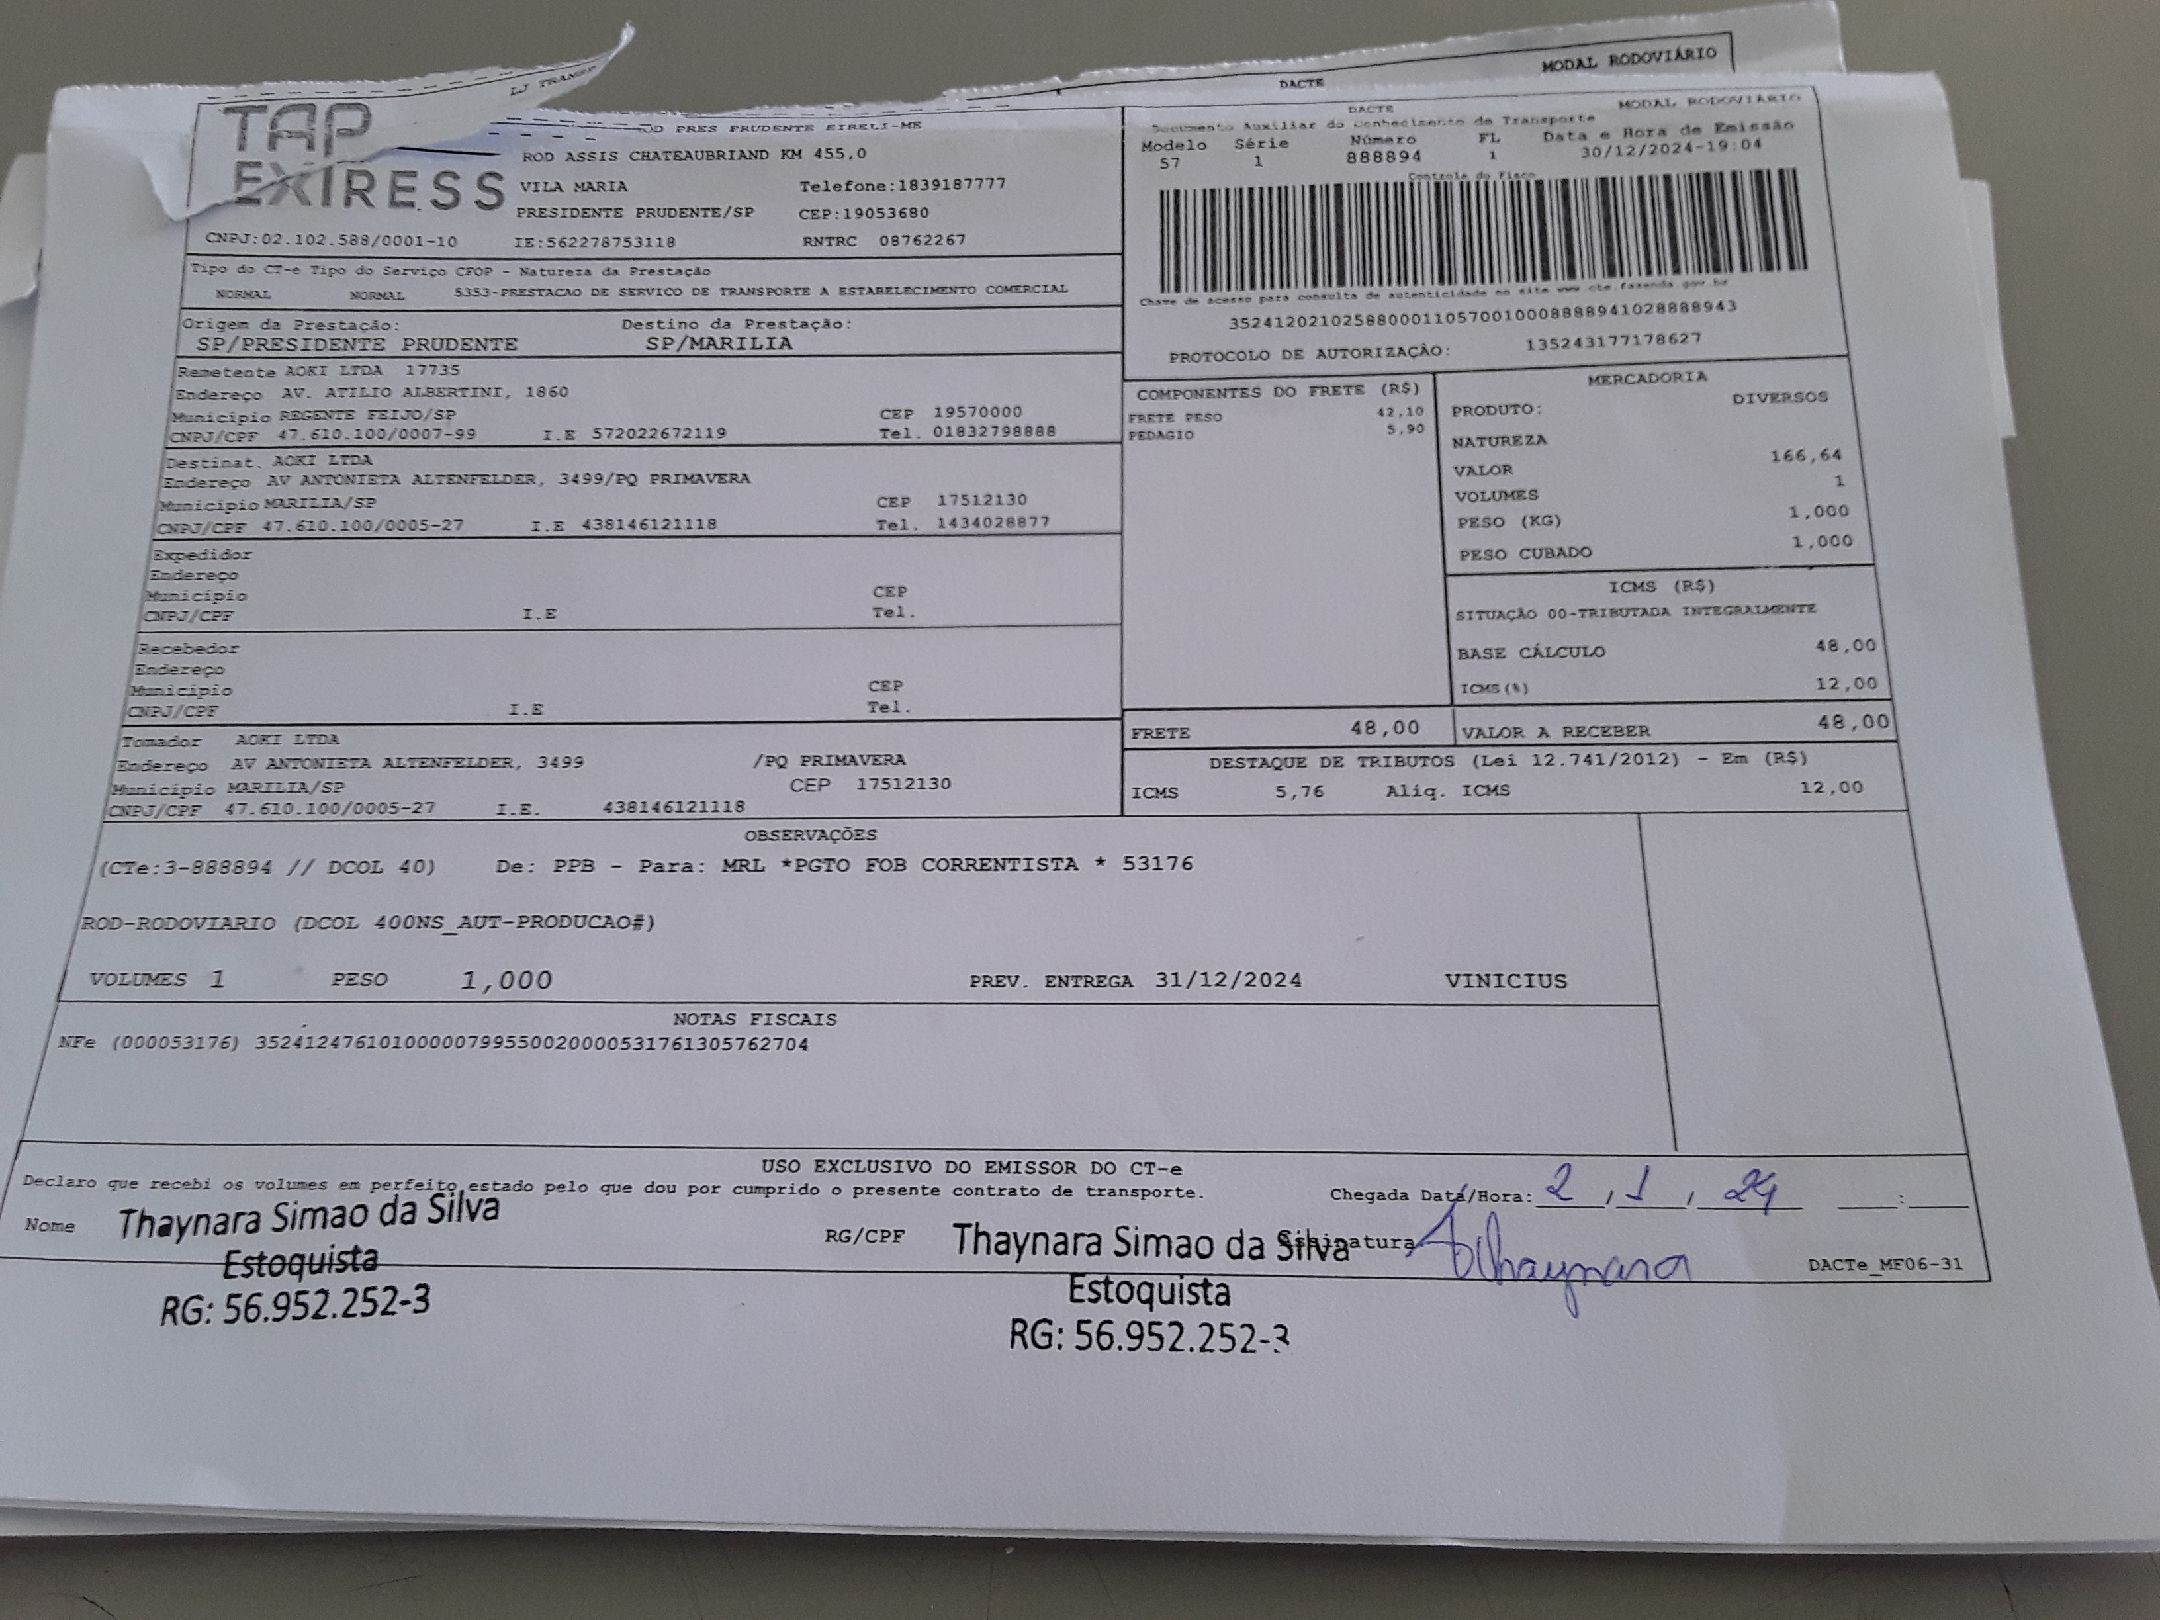 MODAL RODOVIÁRIO
DACTE
LJ TRANSP
TAP
EXPRESS
PRES PRUDENTE EIRELI-ME
ROD ASSIS CHATEAUBRIAND KM 455,0
VILA MARIA Telefone:1839187777
PRESIDENTE PRUDENTE/SP CEP:19053680
CNPJ:02.102.588/0001-10 IE:562278753118 RNTRC 08762267
DACTE MODAL RODOVIÁRIO
Documento Auxiliar do Conhecimento de Transporte
Modelo Série Número FL Data e Hora de Emissão
57 1 888894 1 30/12/2024-19:04
Controle do Fisco
Chave de acesso para consulta de autenticidade no site www.cte.fazenda.gov.br
35241202102588000110570010008888941028888943
PROTOCOLO DE AUTORIZAÇÃO: 135243177178627
Tipo do CT-e Tipo do Serviço CFOP - Natureza da Prestação
NORMAL NORMAL 5353-PRESTACAO DE SERVICO DE TRANSPORTE A ESTABELECIMENTO COMERCIAL
Origem da Prestação: Destino da Prestação:
SP/PRESIDENTE PRUDENTE SP/MARILIA
Remetente AOKI LTDA 17735
Endereço AV. ATILIO ALBERTINI, 1860
Município REGENTE FEIJO/SP CEP 19570000
CNPJ/CPF 47.610.100/0007-99 I.E 572022672119 Tel. 01832798888
Destinat. AOKI LTDA
Endereço AV ANTONIETA ALTENFELDER, 3499/PQ PRIMAVERA
Município MARILIA/SP CEP 17512130
CNPJ/CPF 47.610.100/0005-27 I.E 438146121118 Tel. 1434028877
Expedidor
Endereço
Município CEP
CNPJ/CPF I.E Tel.
Recebedor
Endereço
Município CEP
CNPJ/CPF I.E Tel.
Tomador AOKI LTDA
Endereço AV ANTONIETA ALTENFELDER, 3499 /PQ PRIMAVERA
Município MARILIA/SP CEP 17512130
CNPJ/CPF 47.610.100/0005-27 I.E. 438146121118
COMPONENTES DO FRETE (R$)
FRETE PESO 42,10
PEDAGIO 5,90
MERCADORIA
PRODUTO: DIVERSOS
NATUREZA
VALOR 166,64
VOLUMES 1
PESO (KG) 1,000
PESO CUBADO 1,000
ICMS (R$)
SITUAÇÃO 00-TRIBUTADA INTEGRALMENTE
BASE CÁLCULO 48,00
ICMS(%) 12,00
FRETE 48,00 VALOR A RECEBER 48,00
DESTAQUE DE TRIBUTOS (Lei 12.741/2012) - Em (R$)
ICMS 5,76 Aliq. ICMS 12,00
OBSERVAÇÕES
(CTe:3-888894 // DCOL 40) De: PPB - Para: MRL *PGTO FOB CORRENTISTA * 53176
ROD-RODOVIARIO (DCOL 400NS_AUT-PRODUCAO#)
VOLUMES 1 PESO 1,000 PREV. ENTREGA 31/12/2024 VINICIUS
NOTAS FISCAIS
NFe (000053176) 35241247610100000799550020000531761305762704
USO EXCLUSIVO DO EMISSOR DO CT-e
Declaro que recebi os volumes em perfeito estado pelo que dou por cumprido o presente contrato de transporte. Chegada Data/Hora: 2 , 1 , 24 :
Nome Thaynara Simao da Silva RG/CPF Thaynara Simao da Silva Assinatura Thaynara
Estoquista Estoquista DACTe_MF06-31
RG: 56.952.252-3 RG: 56.952.252-3